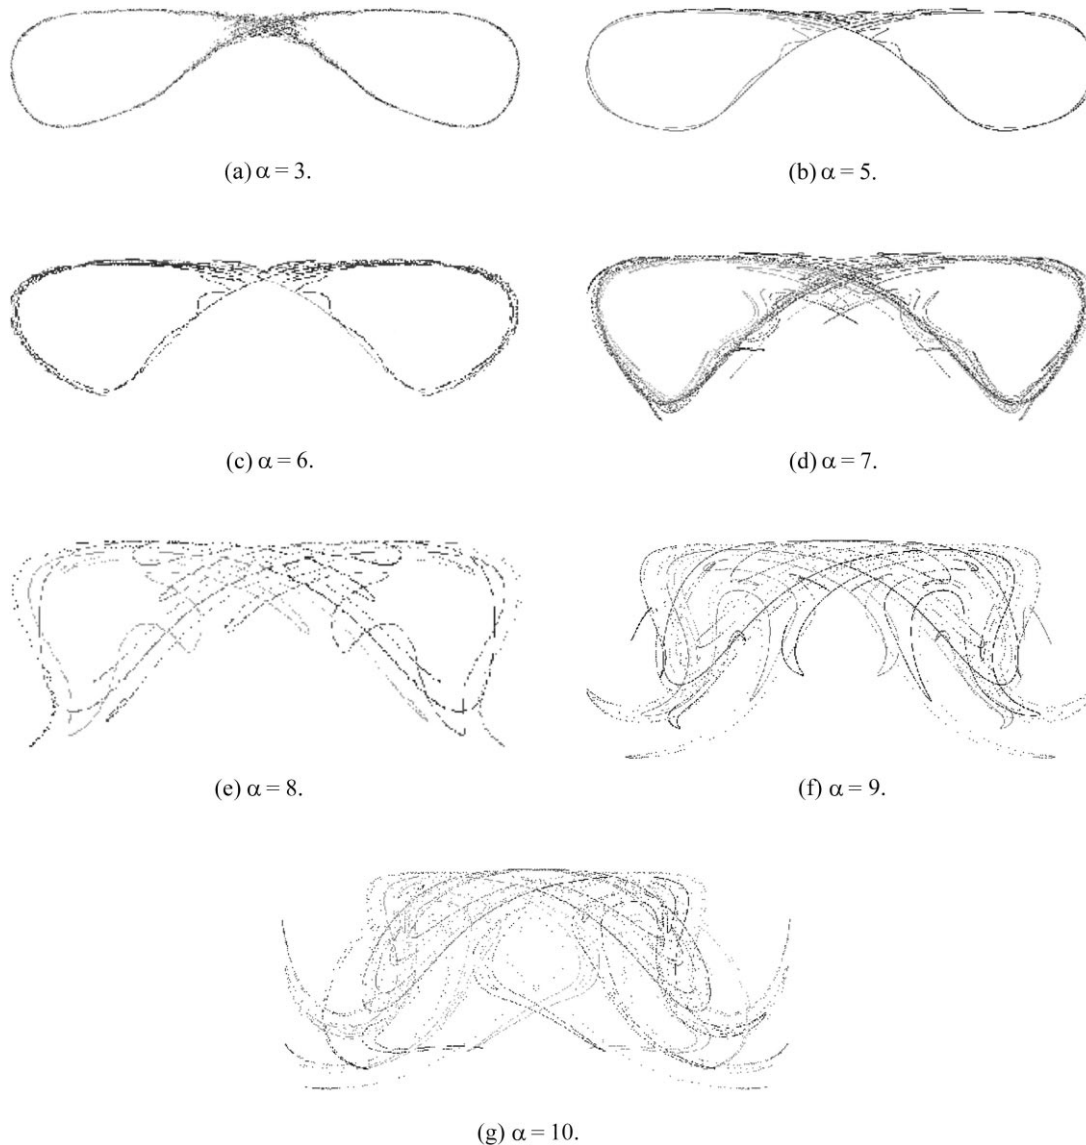 (a) α = 3.
(b) α = 5.
(c) α = 6.
(d) α = 7.
(e) α = 8.
(f) α = 9.
(g) α = 10.